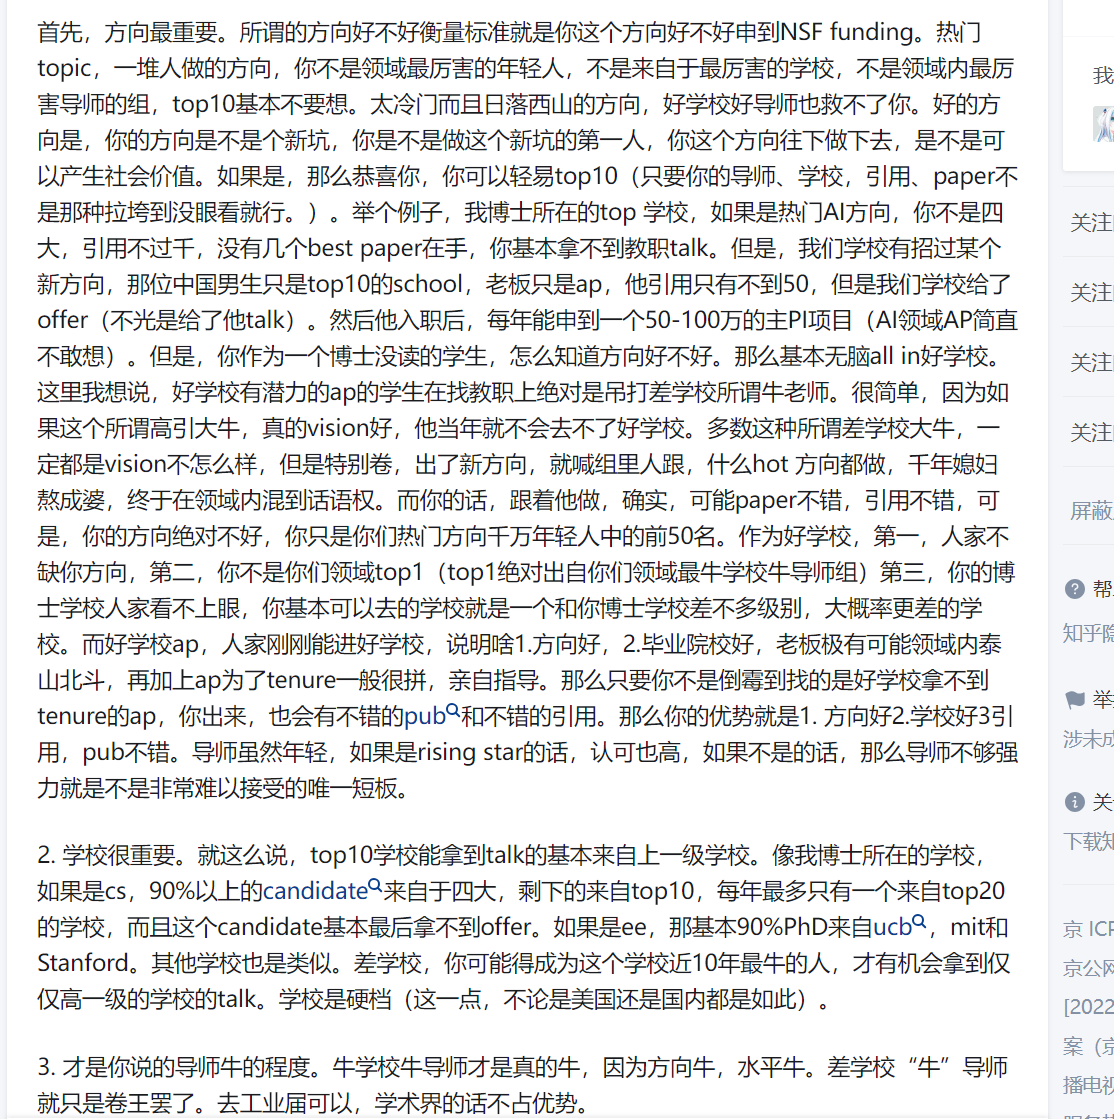 首先，方向最重要。所谓的方向好不好衡量标准就是你这个方向好不好申到NSF funding。热门
topic，一堆人做的方向，你不是领域最厉害的年轻人，不是来自于最厉害的学校，不是领域内最厉
害导师的组，top10基本不要想。太冷门而且日落西山的方向，好学校好导师也救不了你。好的方
向是，你的方向是不是个新坑，你是不是做这个新坑的第一人，你这个方向往下做下去，是不是可
以产生社会价值。如果是，那么恭喜你，你可以轻易top10（只要你的导师、学校，引用、paper不
是那种拉垮到没眼看就行。）。举个例子，我博士所在的top 学校，如果是热门AI方向，你不是四
大，引用不过千，没有几个best paper在手，你基本拿不到教职talk。但是，我们学校有招过某个
新方向，那位中国男生只是top10的school，老板只是ap，他引用只有不到50，但是我们学校给了
offer（不光是给了他talk）。然后他入职后，每年能申到一个50-100万的主PI项目（AI领域AP简直
不敢想）。但是，你作为一个博士没读的学生，怎么知道方向好不好。那么基本无脑all in好学校。
这里我想说，好学校有潜力的ap的学生在找教职上绝对是吊打差学校所谓牛老师。很简单，因为如
果这个所谓高引大牛，真的vision好，他当年就不会去不了好学校。多数这种所谓差学校大牛，一
定都是vision不怎么样，但是特别卷，出了新方向，就喊组里人跟，什么hot 方向都做，千年媳妇
熬成婆，终于在领域内混到话语权。而你的话，跟着他做，确实，可能paper不错，引用不错，可
是，你的方向绝对不好，你只是你们热门方向千万年轻人中的前50名。作为好学校，第一，人家不
缺你方向，第二，你不是你们领域top1（top1绝对出自你们领域最牛学校牛导师组）第三，你的博
士学校人家看不上眼，你基本可以去的学校就是一个和你博士学校差不多级别，大概率更差的学
校。而好学校ap，人家刚刚能进好学校，说明啥1.方向好，2.毕业院校好，老板极有可能领域内泰
山北斗，再加上ap为了tenure一般很拼，亲自指导。那么只要你不是倒霉到找的是好学校拿不到
tenure的ap，你出来，也会有不错的pub和不错的引用。那么你的优势就是1. 方向好2.学校好3引
用，pub不错。导师虽然年轻，如果是rising star的话，认可也高，如果不是的话，那么导师不够强
力就是不是非常难以接受的唯一短板。
2. 学校很重要。就这么说，top10学校能拿到talk的基本来自上一级学校。像我博士所在的学校，
如果是cs，90%以上的candidate来自于四大，剩下的来自top10，每年最多只有一个来自top20
的学校，而且这个candidate基本最后拿不到offer。如果是ee，那基本90%PhD来自ucb，mit和
Stanford。其他学校也是类似。差学校，你可能得成为这个学校近10年最牛的人，才有机会拿到仅
仅高一级的学校的talk。学校是硬档（这一点，不论是美国还是国内都是如此）。
3. 才是你说的导师牛的程度。牛学校牛导师才是真的牛，因为方向牛，水平牛。差学校“牛”导师
就只是卷王罢了。去工业届可以，学术界的话不占优势。
我
关注
关注
关注
关注
屏蔽
帮
知乎隐
举
涉未成
关
下载知
京 ICP
京公网
[2022
案（京
播电视